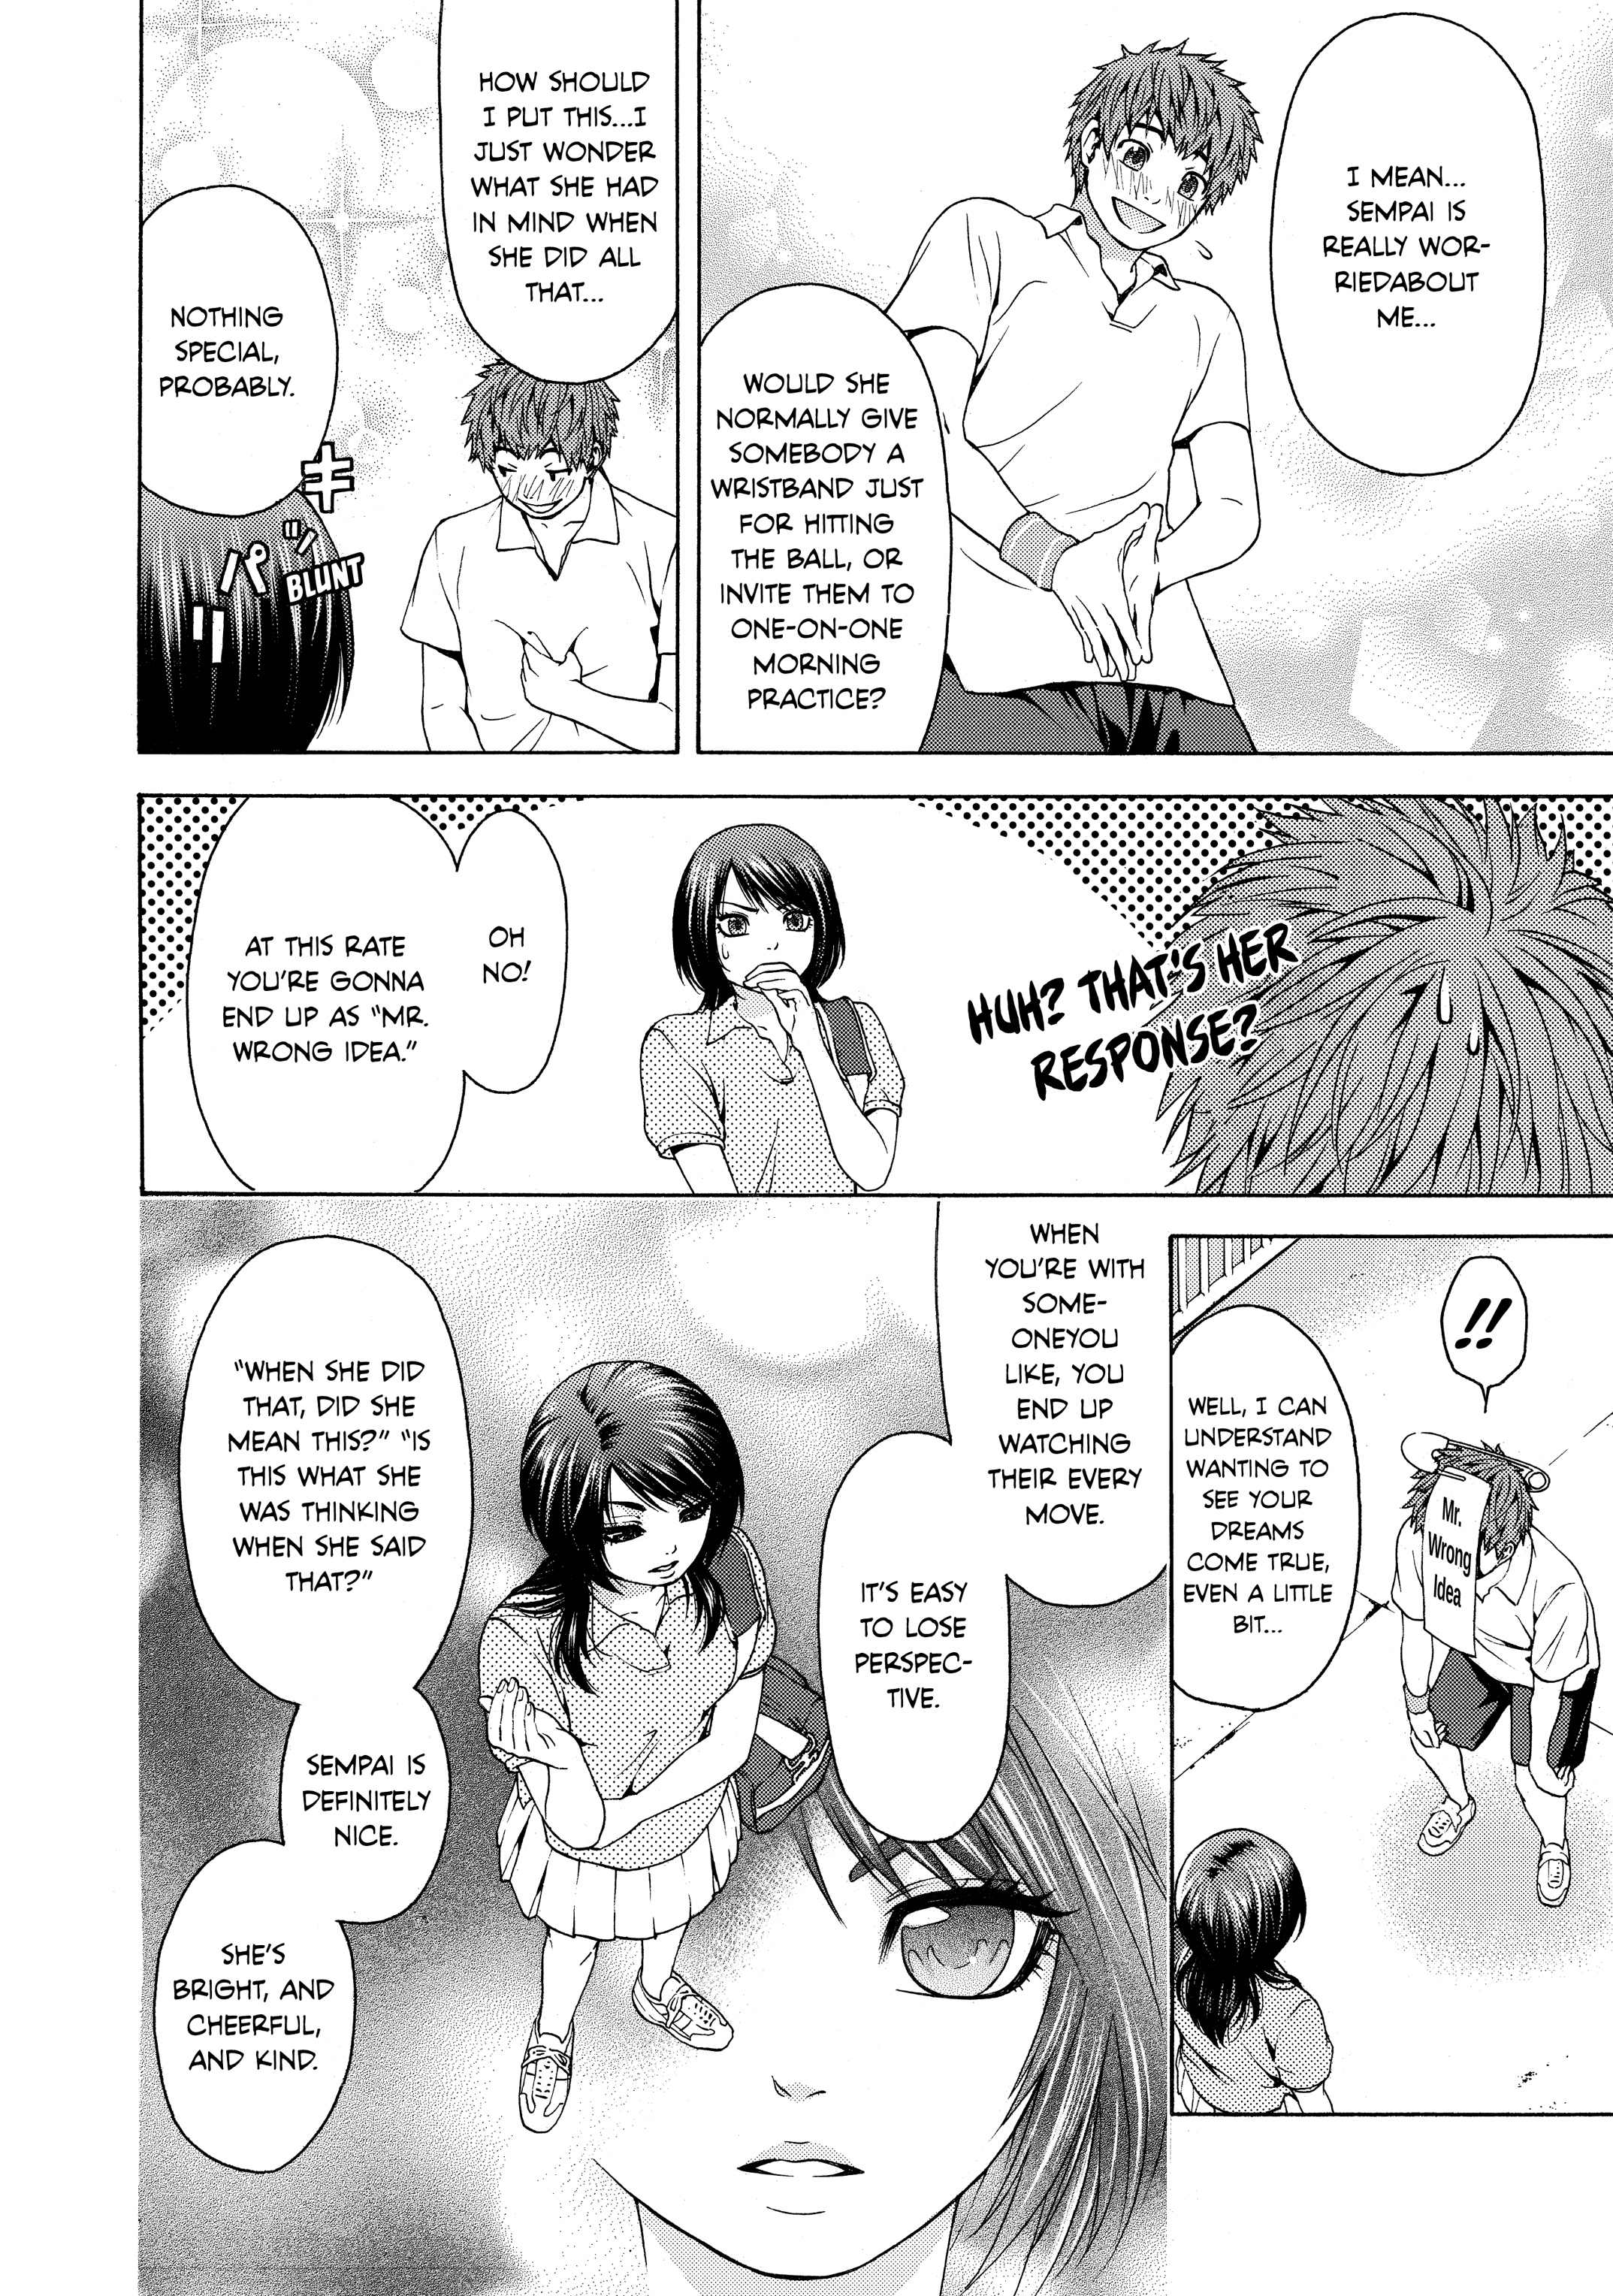 I MEAN...
SEMPAI IS
REALLY WOR-
RIEDABOUT
ME...
WOULD SHE
NORMALLY GIVE
SOMEBODY A
WRISTBAND JUST
FOR HITTING
THE BALL, OR
INVITE THEM TO
ONE-ON-ONE
MORNING
PRACTICE?
HOW SHOULD
I PUT THIS...I
JUST WONDER
WHAT SHE HAD
IN MIND WHEN
SHE DID ALL
THAT...
NOTHING
SPECIAL,
PROBABLY.
キッパリ
BLUNT
HUH? THAT'S HER
RESPONSE?
OH
NO!
AT THIS RATE
YOU'RE GONNA
END UP AS "MR.
WRONG IDEA."
!!
Mr.
Wrong
Idea
WELL, I CAN
UNDERSTAND
WANTING TO
SEE YOUR
DREAMS
COME TRUE,
EVEN A LITTLE
BIT...
WHEN
YOU'RE WITH
SOME-
ONEYOU
LIKE, YOU
END UP
WATCHING
THEIR EVERY
MOVE.
IT'S EASY
TO LOSE
PERSPEC-
TIVE.
"WHEN SHE DID
THAT, DID SHE
MEAN THIS?" "IS
THIS WHAT SHE
WAS THINKING
WHEN SHE SAID
THAT?"
SEMPAI IS
DEFINITELY
NICE.
SHE'S
BRIGHT, AND
CHEERFUL,
AND KIND.